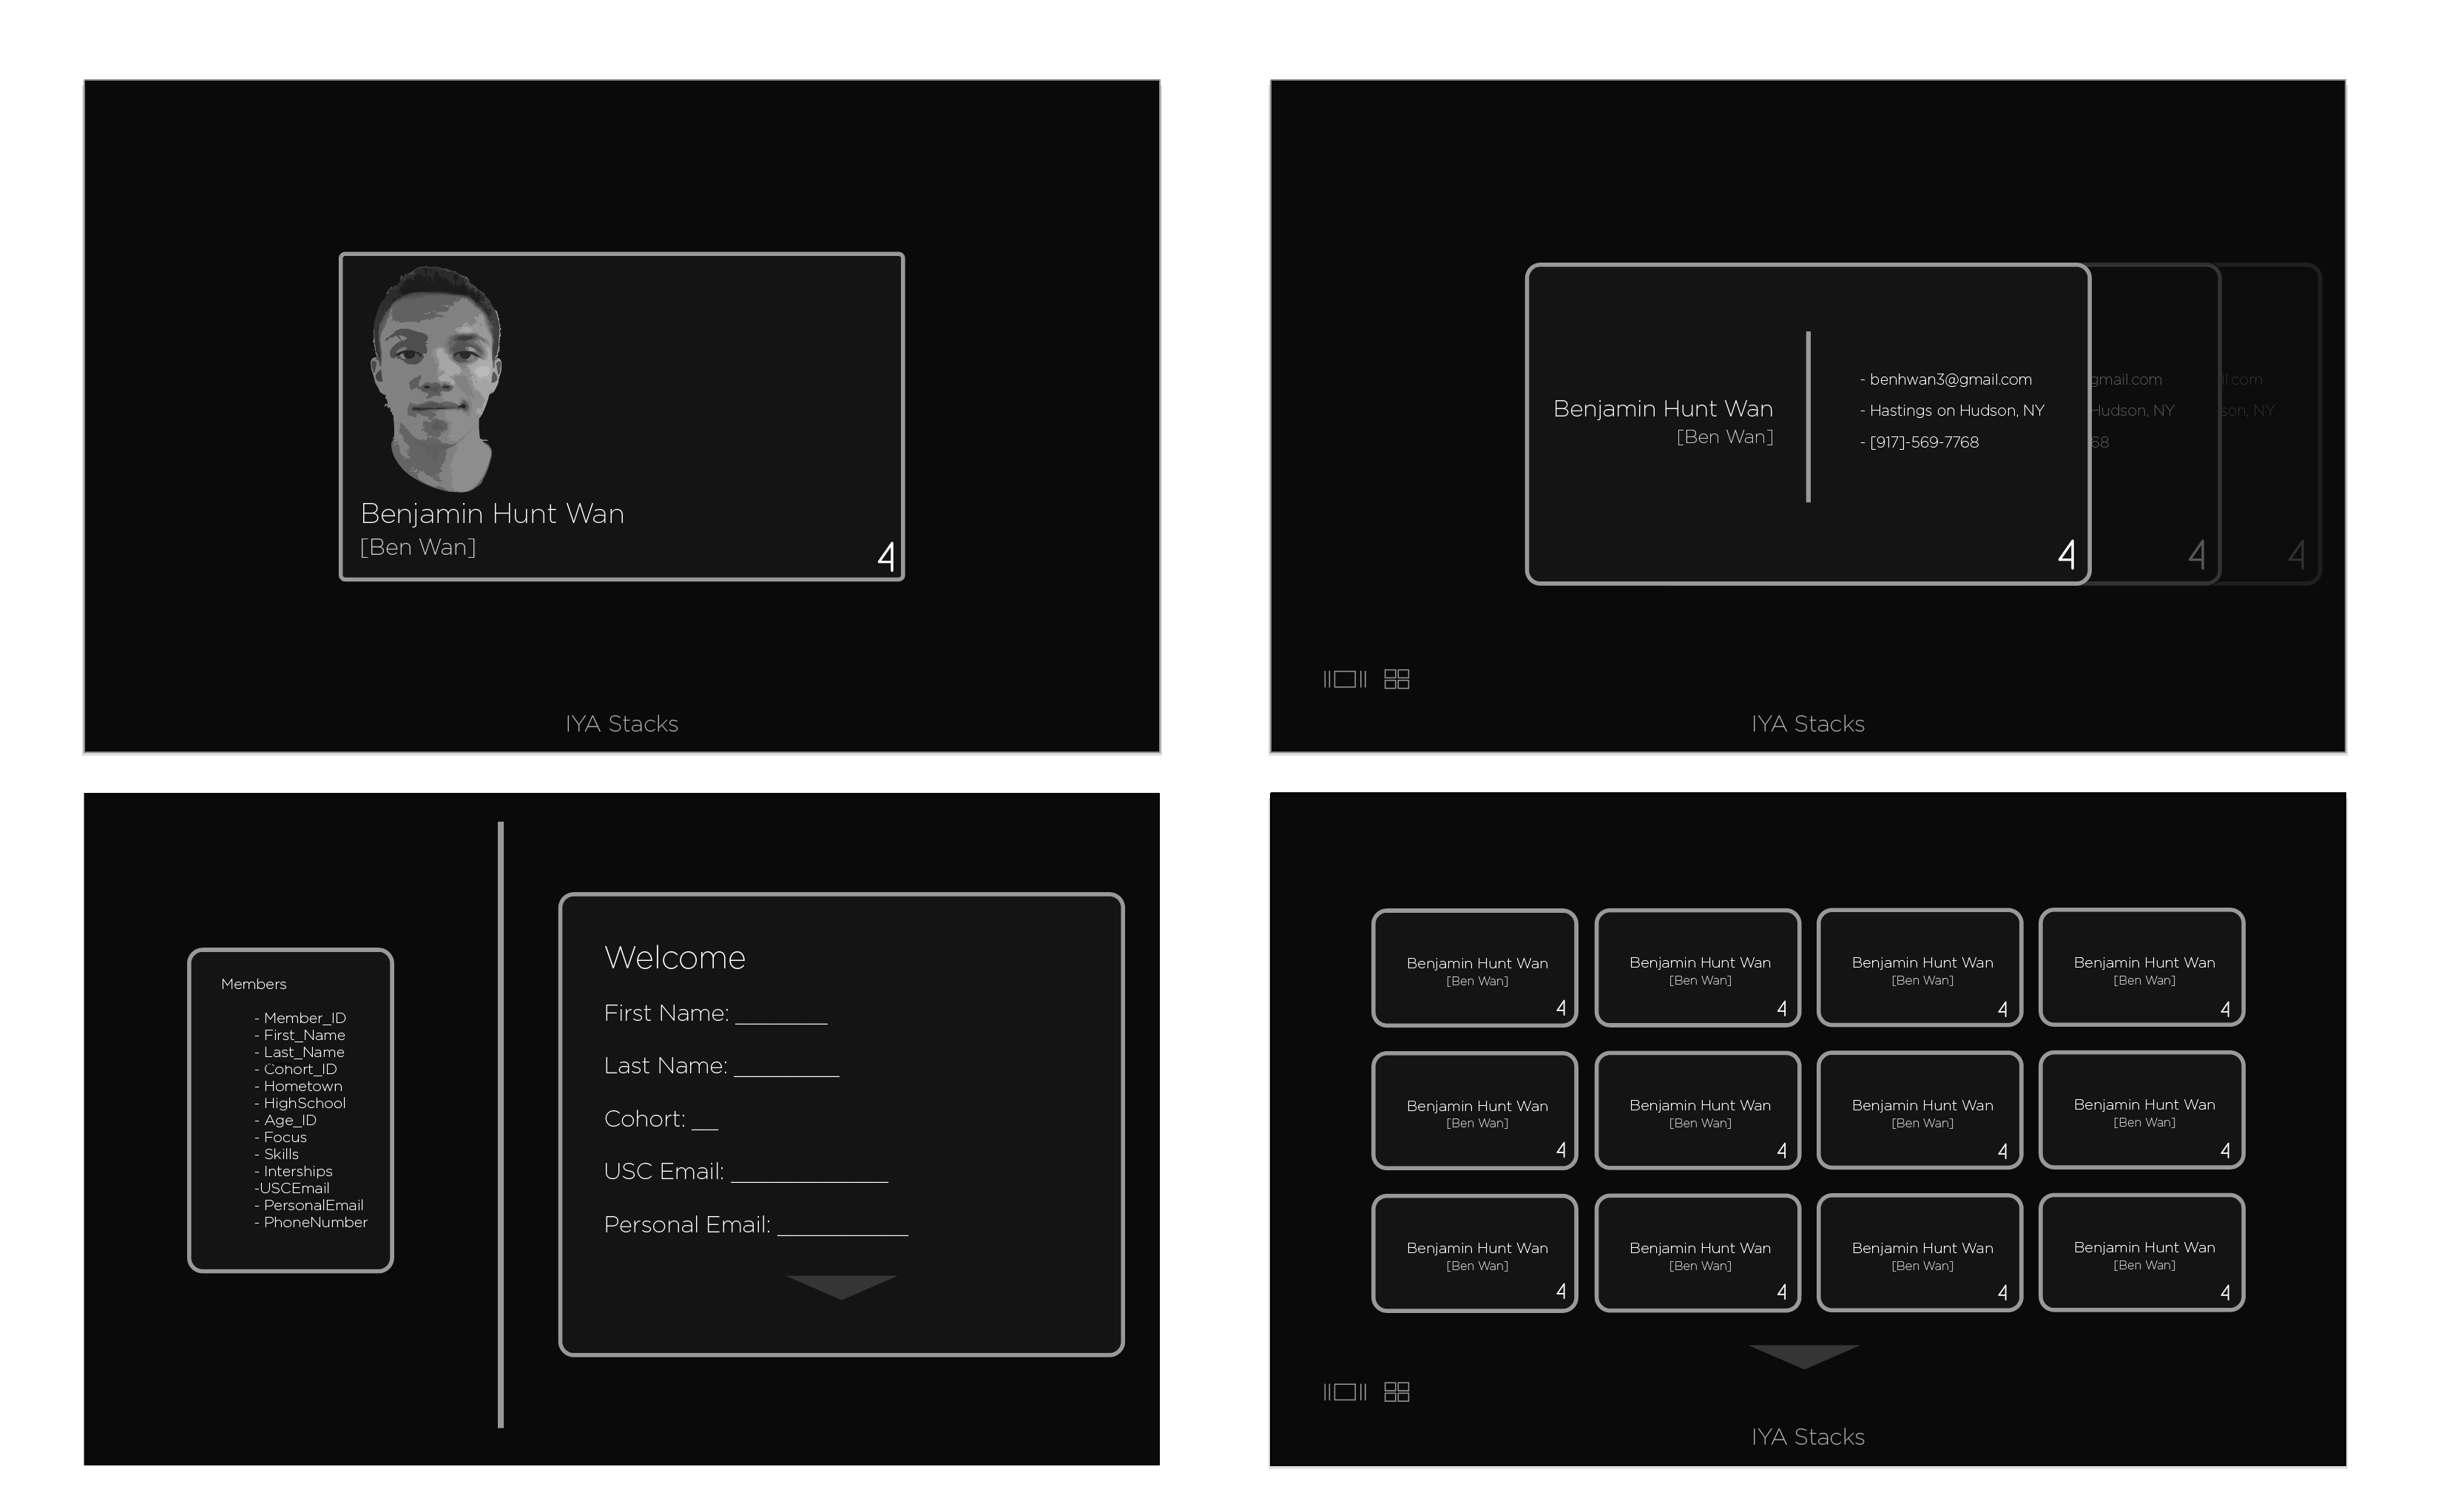 Benjamin Hunt Wan
[Ben Wan]
4
IYA Stacks
Benjamin Hunt Wan
[Ben Wan]
- benhwan3@gmail.com
- Hastings on Hudson, NY
- [917]-569-7768
4
gmail.com
Hudson, NY
68
4
il.com
son, NY
4
IYA Stacks
Members
- Member_ID
- First_Name
- Last_Name
- Cohort_ID
- Hometown
- HighSchool
- Age_ID
- Focus
- Skills
- Interships
-USCEmail
- PersonalEmail
- PhoneNumber
Welcome
First Name: _______
Last Name: ________
Cohort: __
USC Email: ____________
Personal Email: __________
Benjamin Hunt Wan
[Ben Wan]
4
Benjamin Hunt Wan
[Ben Wan]
4
Benjamin Hunt Wan
[Ben Wan]
4
Benjamin Hunt Wan
[Ben Wan]
4
Benjamin Hunt Wan
[Ben Wan]
4
Benjamin Hunt Wan
[Ben Wan]
4
Benjamin Hunt Wan
[Ben Wan]
4
Benjamin Hunt Wan
[Ben Wan]
4
Benjamin Hunt Wan
[Ben Wan]
4
Benjamin Hunt Wan
[Ben Wan]
4
Benjamin Hunt Wan
[Ben Wan]
4
Benjamin Hunt Wan
[Ben Wan]
4
IYA Stacks